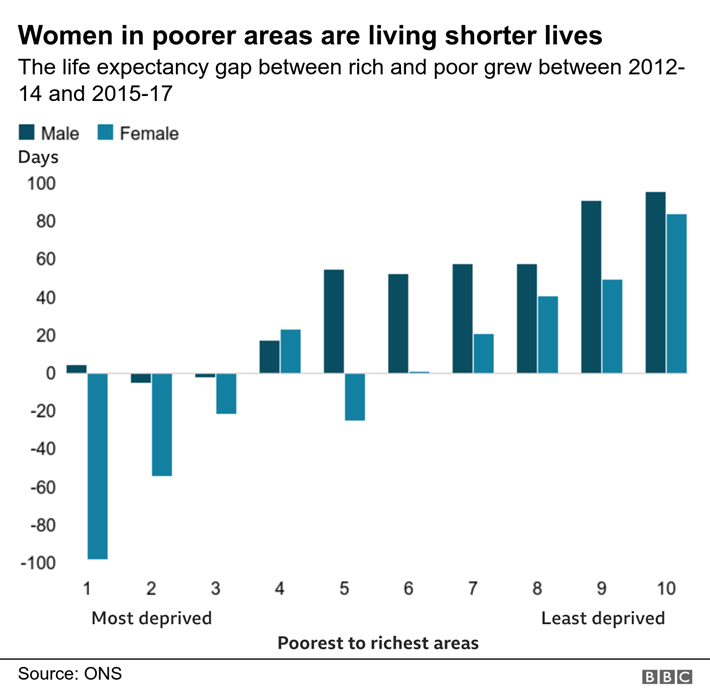 Women in poorer areas are living shorter lives
The life expectancy gap between rich and poor grew between 2012-
14 and 2015-17
Male Female
Days
100
80
60
40
20
0
-20
-40
-60
-80
-100
1 2 3 4 5 6 7 8 9 10
Most deprived Least deprived
Poorest to richest areas
Source: ONS BBC